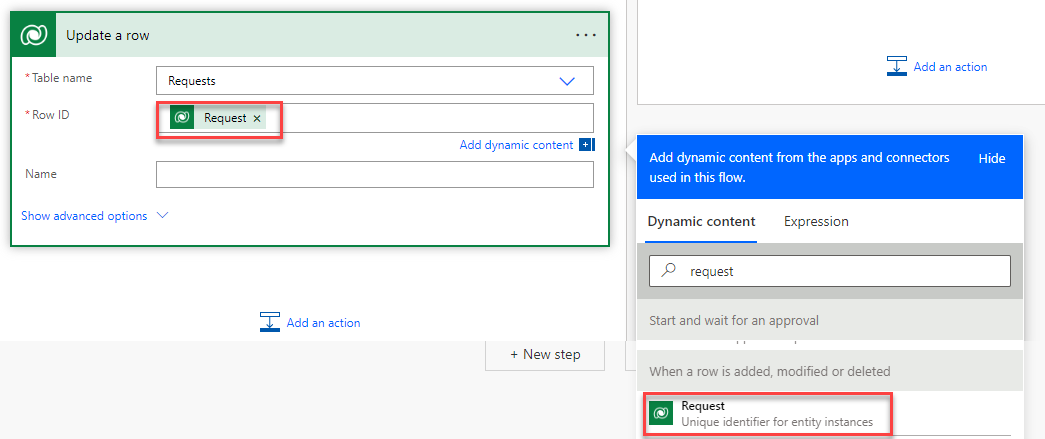 Update a row
...
* Table name
Requests
* Row ID
Request ×
Add dynamic content
Name
Show advanced options
Add an action
+ New step
Add an action
Add dynamic content from the apps and connectors
used in this flow.
Hide
Dynamic content
Expression
request
Start and wait for an approval
When a row is added, modified or deleted
Request
Unique identifier for entity instances